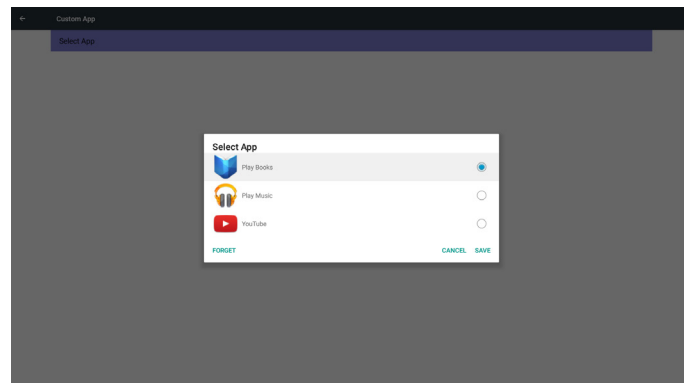 Custom App
Select App
Select App
Play Books
Play Music
YouTube
FORGET CANCEL SAVE